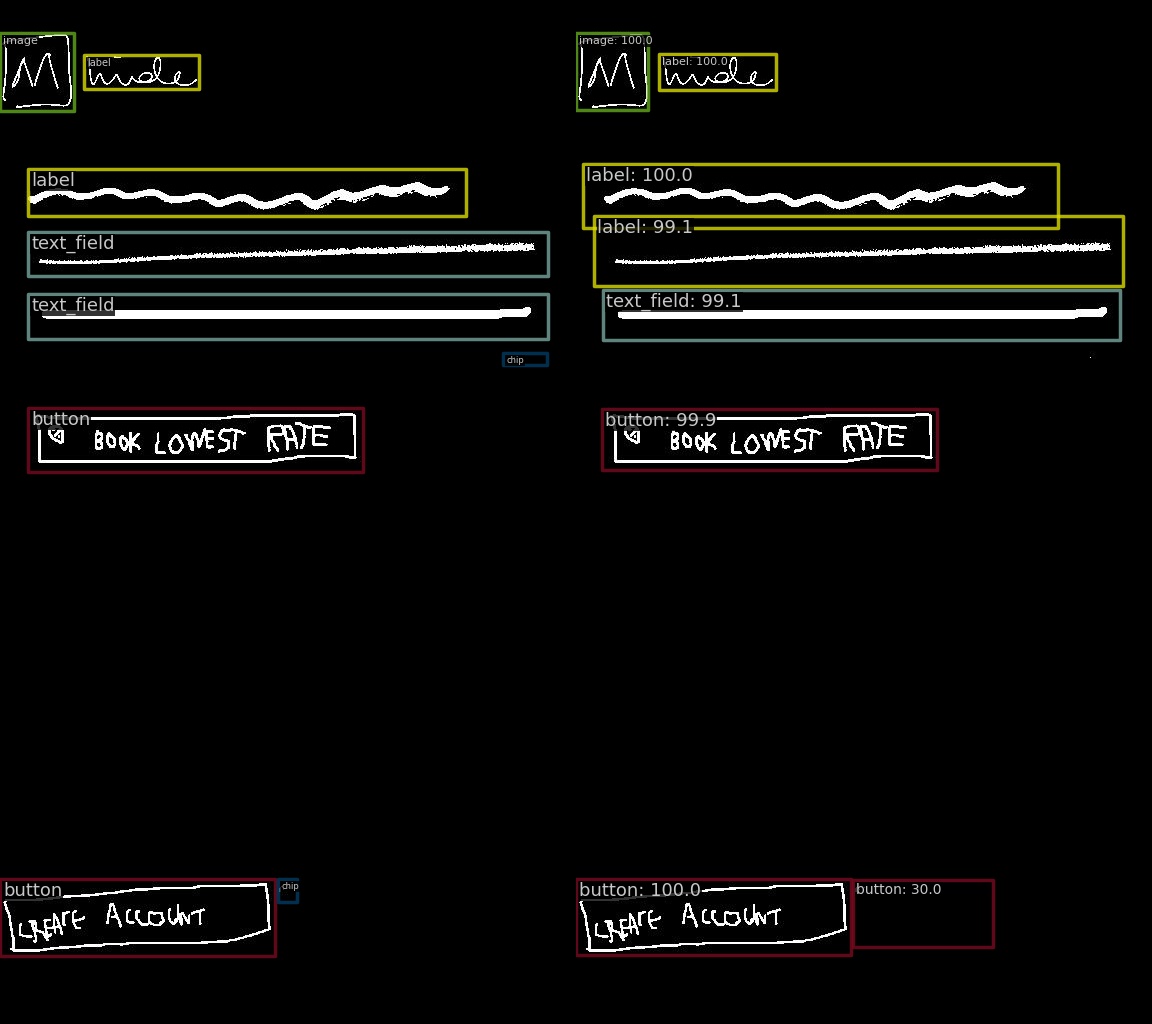 image image: 100.0
M M
label label: 100.0
label label: 100.0
label: 99.1
text_field
text_field text_field: 99.1
chip
button button: 99.9
BOOK LOWEST RATE BOOK LOWEST RATE
button chip button: 100.0 button: 30.0
CREATE ACCOUNT CREATE ACCOUNT